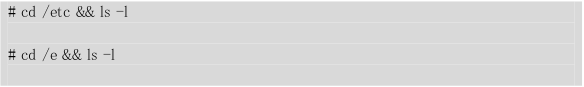 # cd /etc && ls -l
# cd /e && ls -l